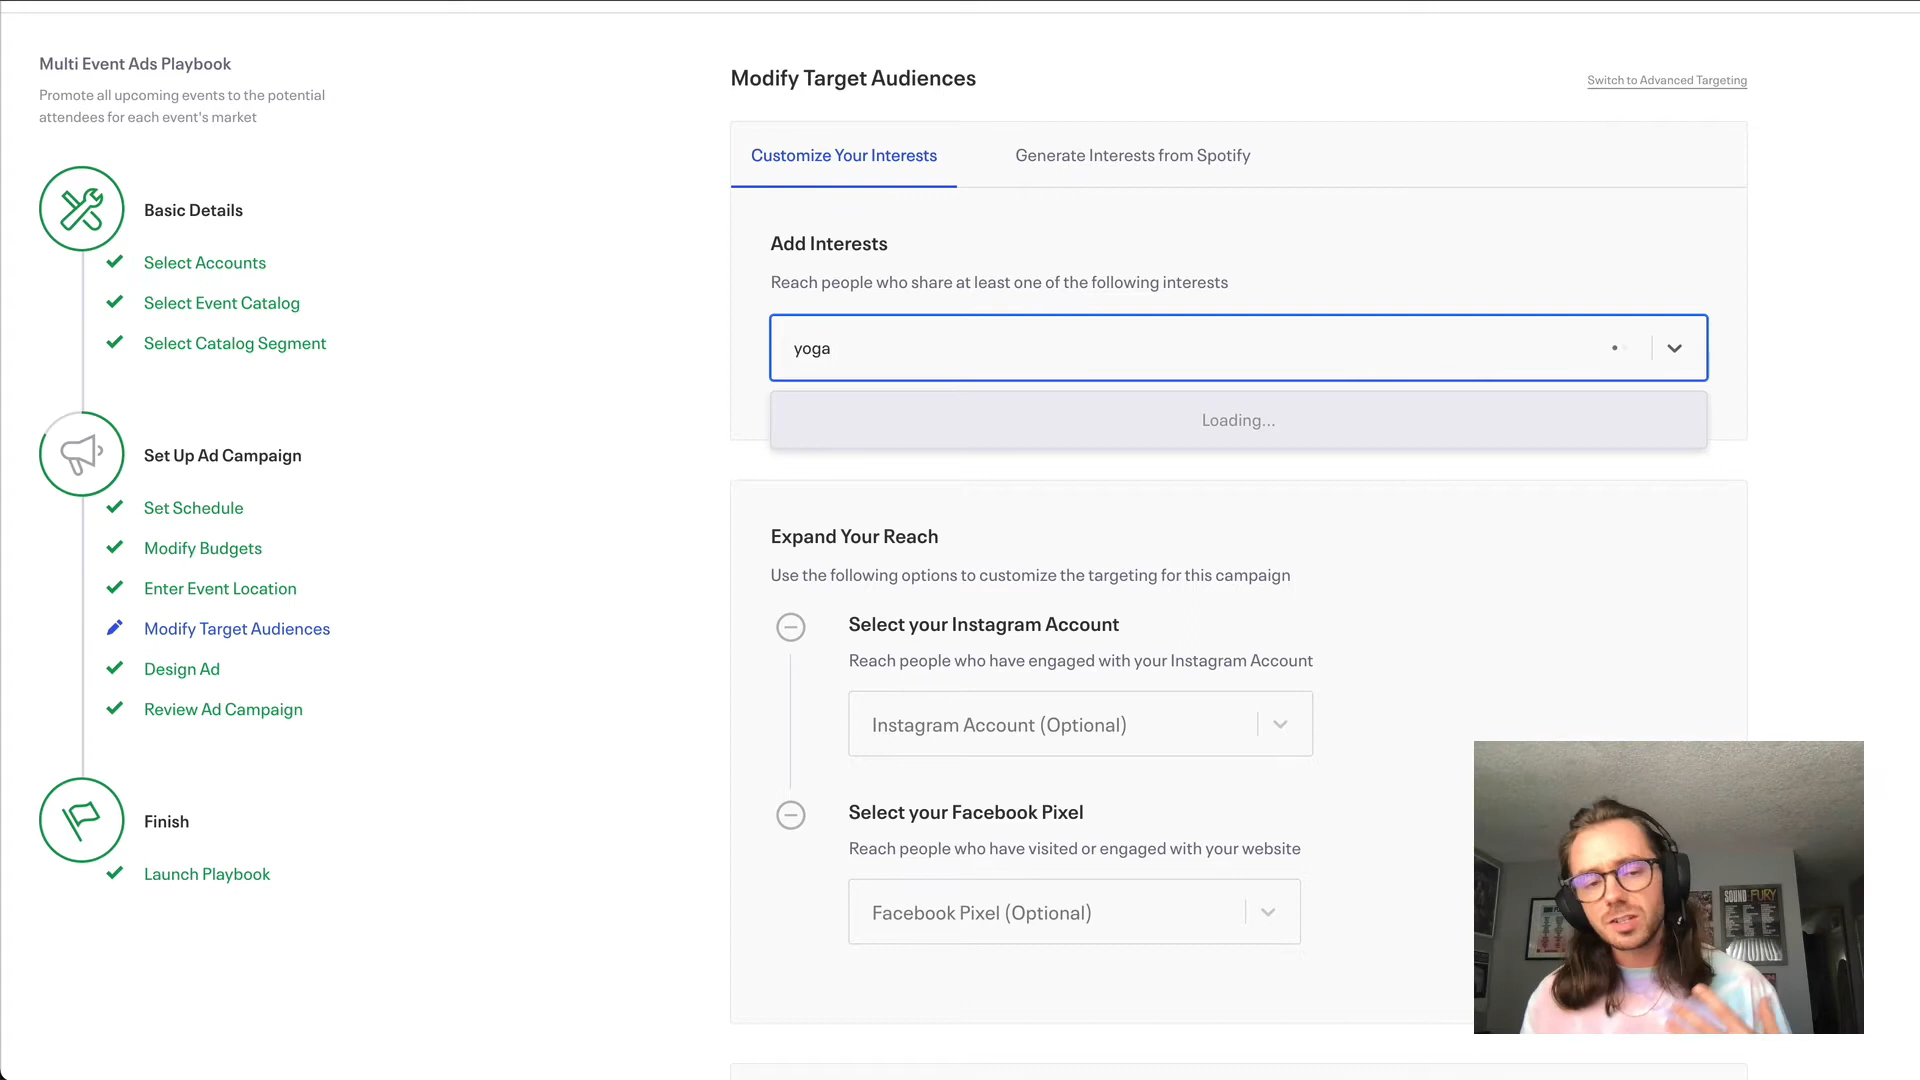 Multi Event Ads Playbook
Promote all upcoming events to the potential
attendees for each event's market
Basic Details
Select Accounts
Select Event Catalog
Select Catalog Segment
Set Up Ad Campaign
Set Schedule
Modify Budgets
Enter Event Location
Modify Target Audiences
Design Ad
Review Ad Campaign
Finish
Launch Playbook
Modify Target Audiences
Switch to Advanced Targeting
Customize Your Interests
Generate Interests from Spotify
Add Interests
Reach people who share at least one of the following interests
yoga
Loading...
Expand Your Reach
Use the following options to customize the targeting for this campaign
Select your Instagram Account
Reach people who have engaged with your Instagram Account
Instagram Account (Optional)
Select your Facebook Pixel
Reach people who have visited or engaged with your website
Facebook Pixel (Optional)
SOUND FURY